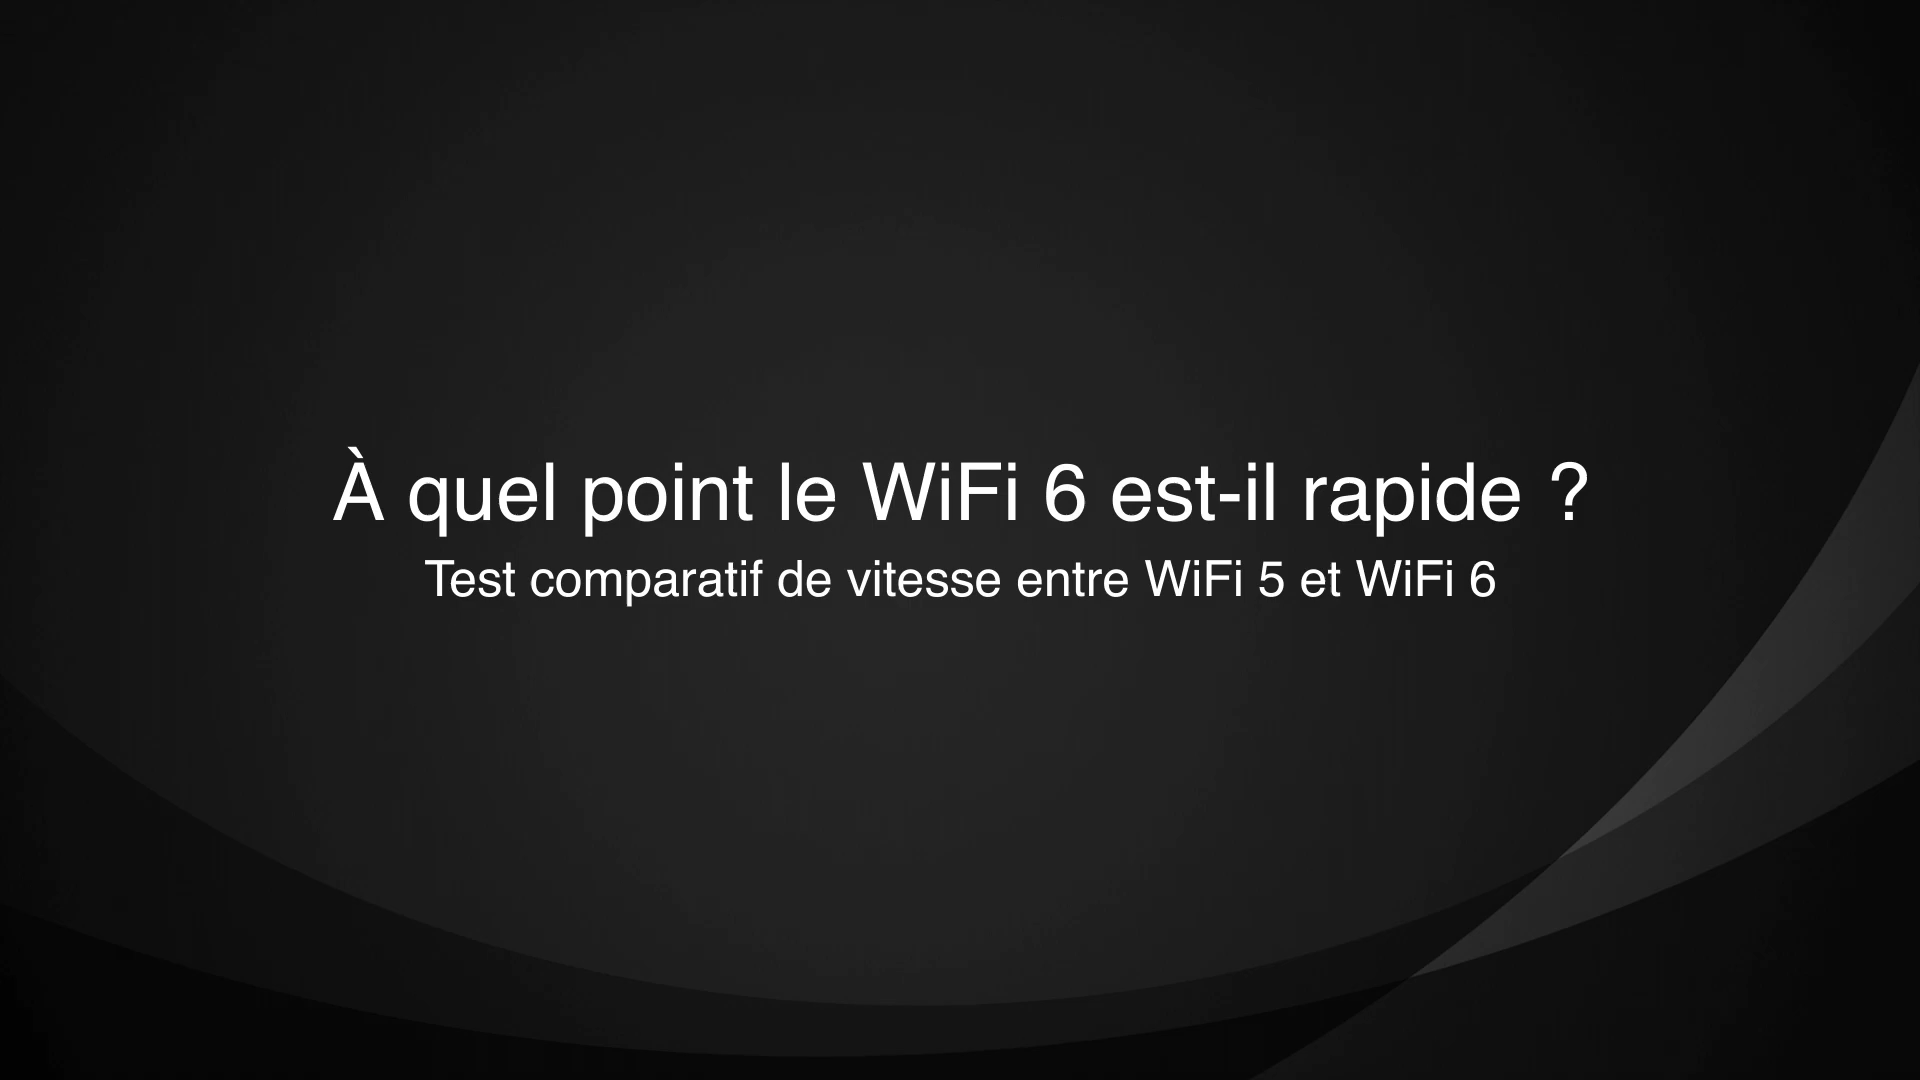 À quel point le WiFi 6 est-il rapide ?
Test comparatif de vitesse entre WiFi 5 et WiFi 6